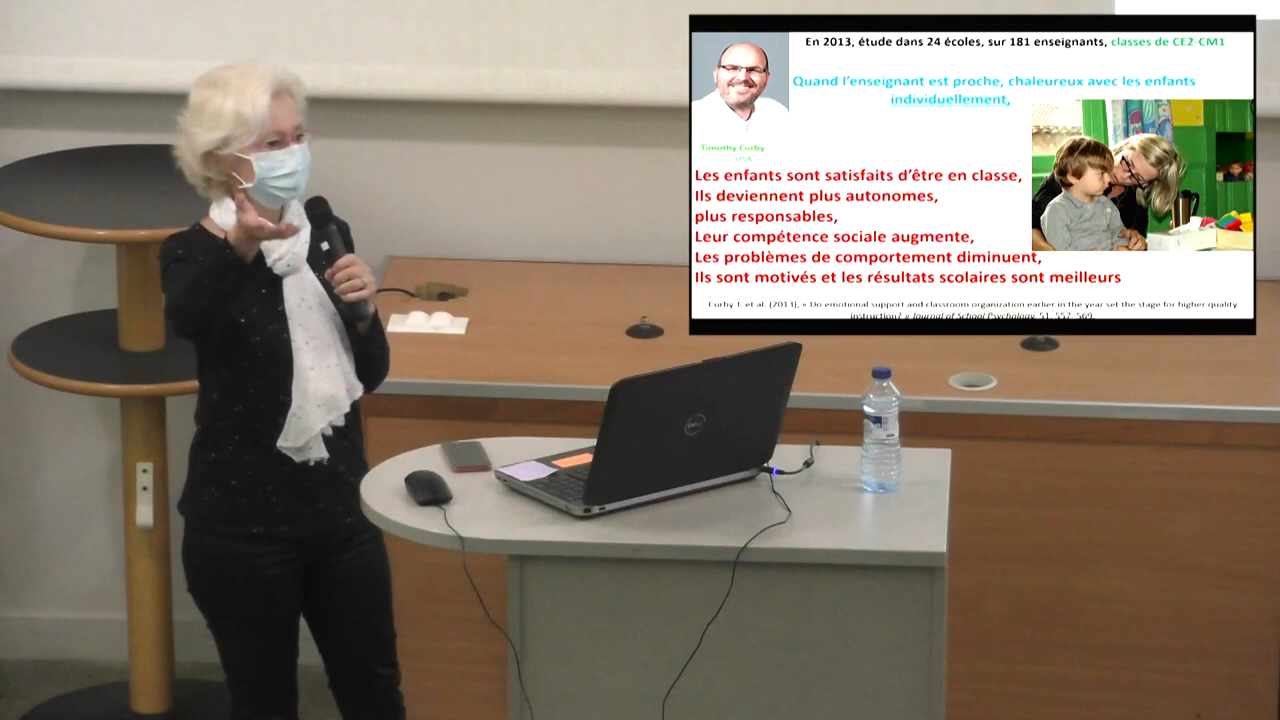 En 2013, étude dans 24 écoles, sur 181 enseignants, classes de CE2-CM1
Quand l'enseignant est proche, chaleureux avec les enfants
individuellement,
Timothy Curby
USA
Les enfants sont satisfaits d'être en classe,
Ils deviennent plus autonomes,
plus responsables,
Leur compétence sociale augmente,
Les problèmes de comportement diminuent,
Ils sont motivés et les résultats scolaires sont meilleurs
Curby T. et al. (2013), « Do emotional support and classroom organization earlier in the year set the stage for higher quality
instruction? » Journal of School Psychology, 51, 557-569.
DELL